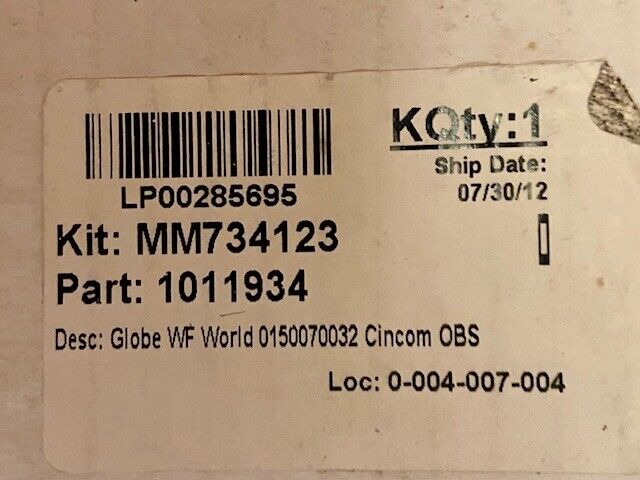 KQty:1
Ship Date:
07/30/12
LP00285695
Kit: MM734123
Part: 1011934
Desc: Globe WF World 0150070032 Cincom OBS
Loc: 0-004-007-004